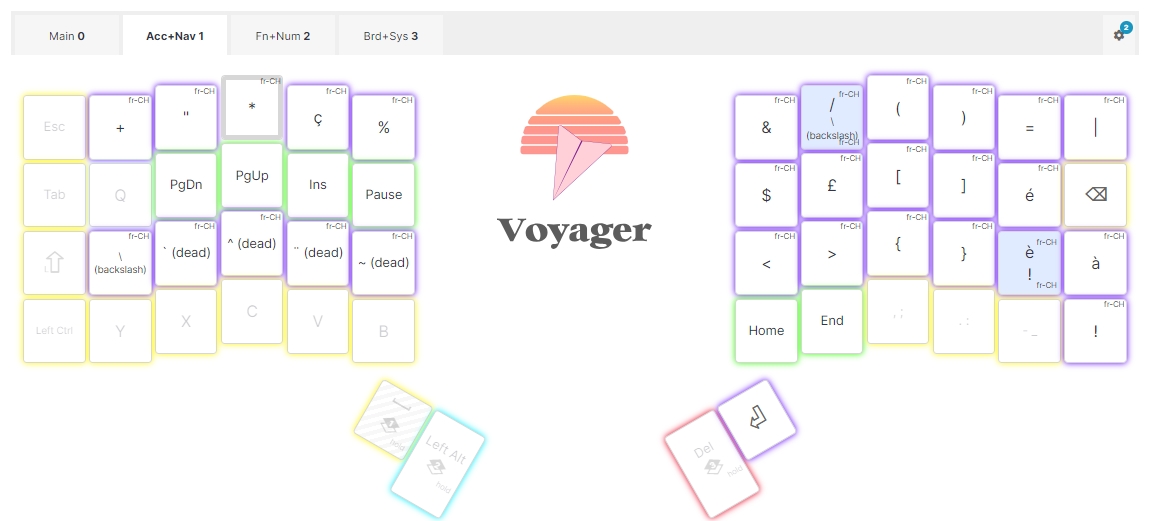 Main 0
Acc+Nav 1
Fn+Num 2
Brd+Sys 3
2
Esc
fr-CH
+
fr-CH
"
fr-CH
*
fr-CH
ç
fr-CH
%
fr-CH
&
fr-CH
/
\
(backslash)
fr-CH
fr-CH
(
fr-CH
)
fr-CH
=
fr-CH
|
Tab
Q
PgDn
PgUp
Ins
Pause
fr-CH
$
fr-CH
£
fr-CH
[
fr-CH
]
fr-CH
é
⌫
Voyager
⇧
fr-CH
\
(backslash)
fr-CH
` (dead)
fr-CH
^ (dead)
fr-CH
¨ (dead)
fr-CH
~ (dead)
fr-CH
<
fr-CH
>
fr-CH
{
fr-CH
}
fr-CH
è
!
fr-CH
fr-CH
à
Left Ctrl
Y
X
C
V
B
Home
End
. ;
. :
- _
fr-CH
!
hold
Left Alt
hold
Del
hold